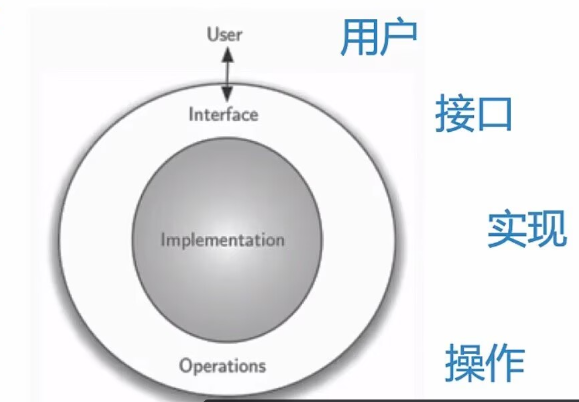 User
用户
Interface
接口
Implementation
实现
Operations
操作